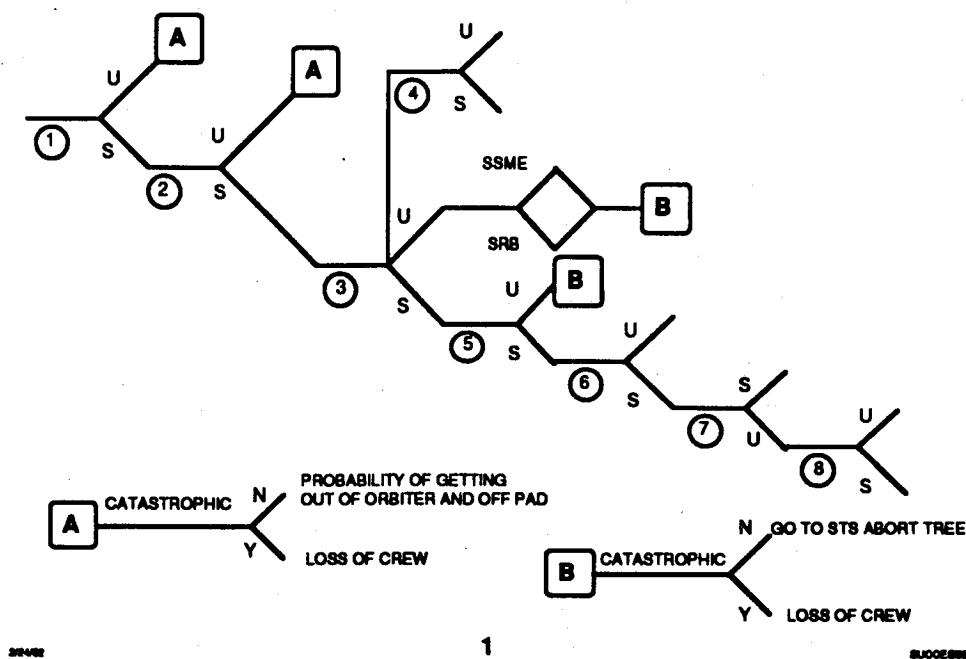 A
U
S
1
A
U
S
2
U
S
4
SSME
SRB
B
U
S
3
B
U
S
5
U
S
6
S
U
7
U
S
8
A
CATASTROPHIC
N
PROBABILITY OF GETTING
OUT OF ORBITER AND OFF PAD
Y
LOSS OF CREW
B
CATASTROPHIC
N
GO TO STS ABORT TREE
Y
LOSS OF CREW
1